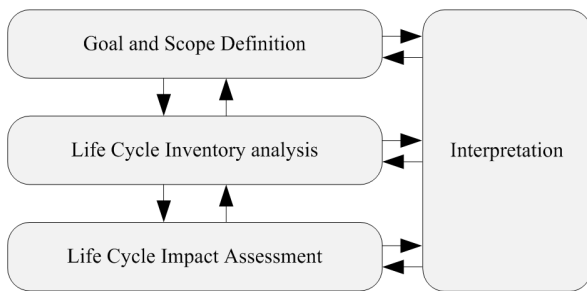 Goal and Scope Definition
Life Cycle Inventory analysis
Interpretation
Life Cycle Impact Assessment